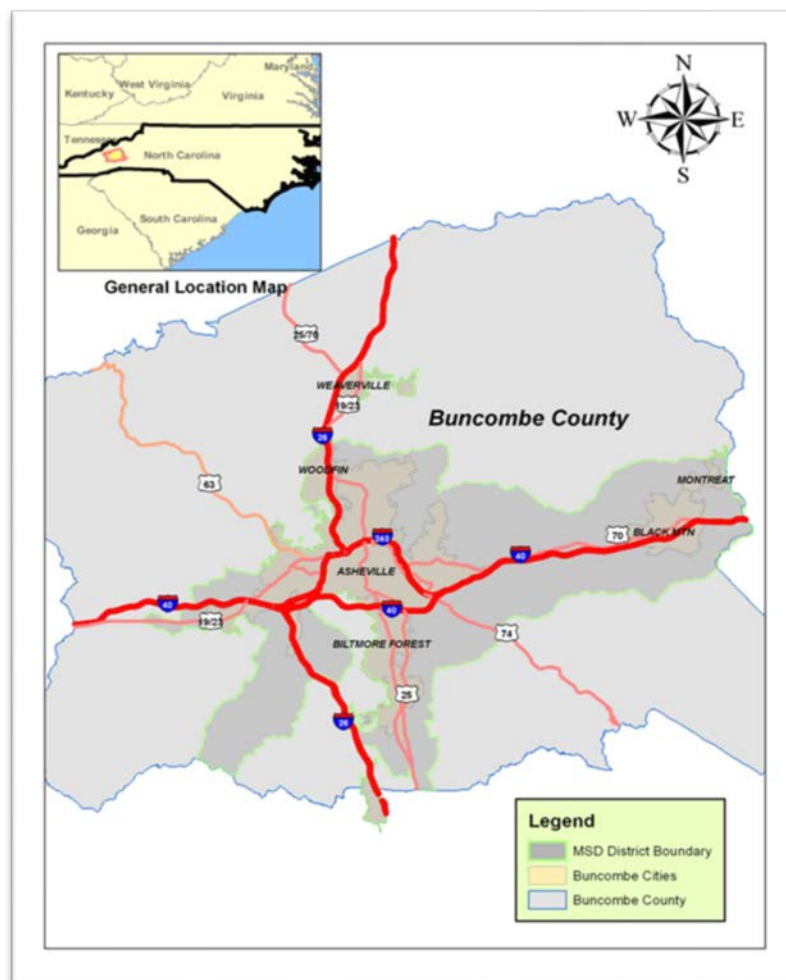 Maryland
West Virginia
Kentucky
Virginia
Tennessee
North Carolina
South Carolina
Georgia
General Location Map
N
W E
S
25/70
WEAVERVILLE
19/23
Buncombe County
26
WOODFIN
MONTREAT
63
240
70
BLACK MTN
40
ASHEVILLE
40
40
19/23
74
BILTMORE FOREST
25
26
Legend
MSD District Boundary
Buncombe Cities
Buncombe County